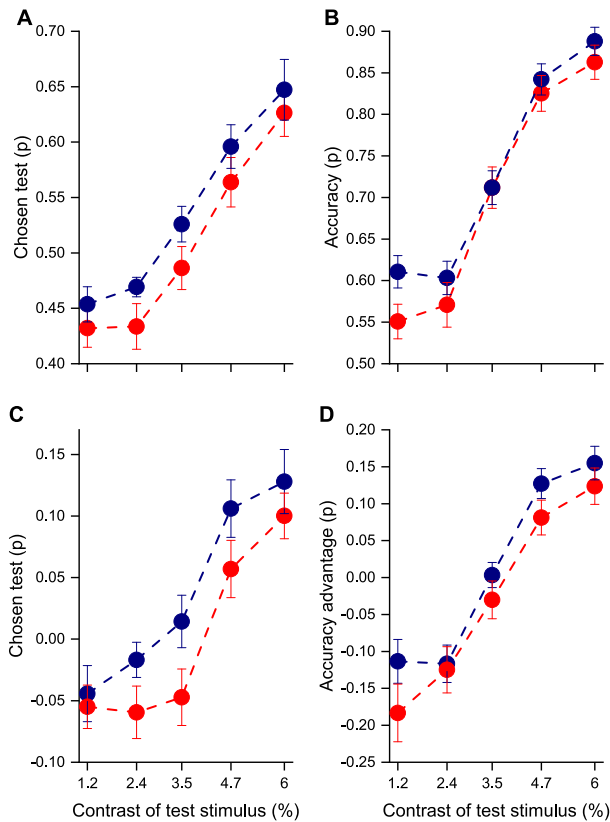 A
Chosen test (p)
0.70
0.65
0.60
0.55
0.50
0.45
0.40
B
Accuracy (p)
0.90
0.85
0.80
0.75
0.70
0.65
0.60
0.55
0.50
C
Chosen test (p)
0.15
0.10
0.05
0.00
-0.05
-0.10
1.2 2.4 3.5 4.7 6
Contrast of test stimulus (%)
D
Accuracy advantage (p)
0.20
0.15
0.10
0.05
0.00
-0.05
-0.10
-0.15
-0.20
-0.25
1.2 2.4 3.5 4.7 6
Contrast of test stimulus (%)